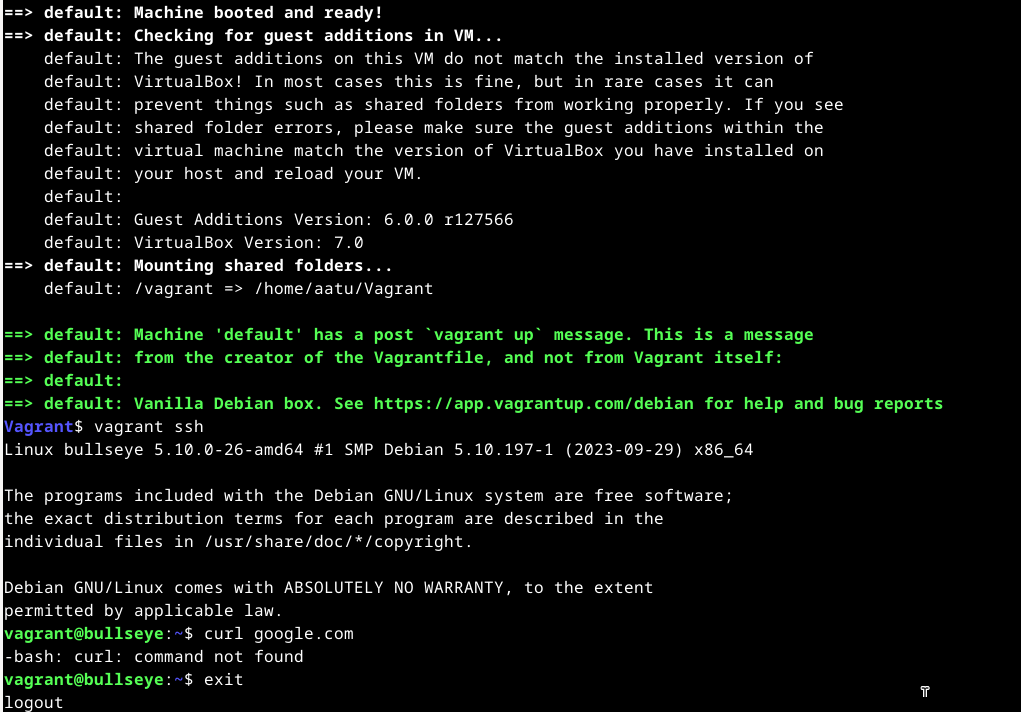 ==> default: Machine booted and ready!
==> default: Checking for guest additions in VM...
    default: The guest additions on this VM do not match the installed version of
    default: VirtualBox! In most cases this is fine, but in rare cases it can
    default: prevent things such as shared folders from working properly. If you see
    default: shared folder errors, please make sure the guest additions within the
    default: virtual machine match the version of VirtualBox you have installed on
    default: your host and reload your VM.
    default:
    default: Guest Additions Version: 6.0.0 r127566
    default: VirtualBox Version: 7.0
==> default: Mounting shared folders...
    default: /vagrant => /home/aatu/Vagrant
==> default: Machine 'default' has a post `vagrant up` message. This is a message
==> default: from the creator of the Vagrantfile, and not from Vagrant itself:
==> default:
==> default: Vanilla Debian box. See https://app.vagrantup.com/debian for help and bug reports
Vagrant$ vagrant ssh
Linux bullseye 5.10.0-26-amd64 #1 SMP Debian 5.10.197-1 (2023-09-29) x86_64
The programs included with the Debian GNU/Linux system are free software;
the exact distribution terms for each program are described in the
individual files in /usr/share/doc/*/copyright.
Debian GNU/Linux comes with ABSOLUTELY NO WARRANTY, to the extent
permitted by applicable law.
vagrant@bullseye:~$ curl google.com
-bash: curl: command not found
vagrant@bullseye:~$ exit
logout